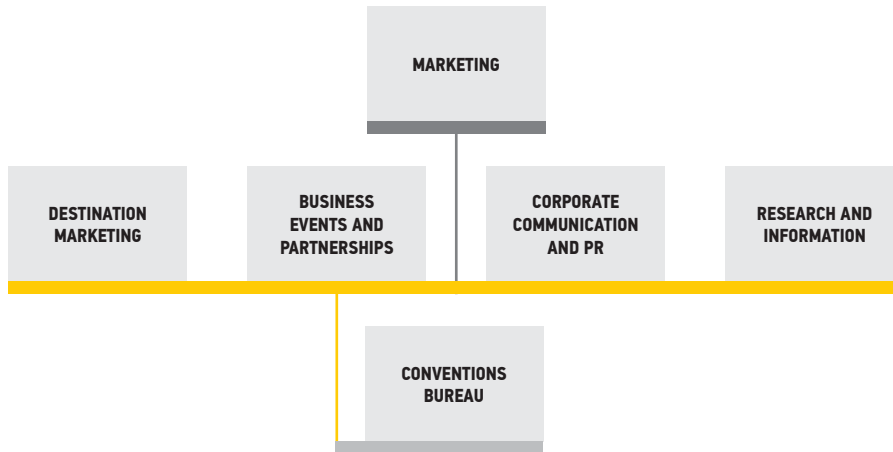 MARKETING
DESTINATION
MARKETING
BUSINESS
EVENTS AND
PARTNERSHIPS
CORPORATE
COMMUNICATION
AND PR
RESEARCH AND
INFORMATION
CONVENTIONS
BUREAU